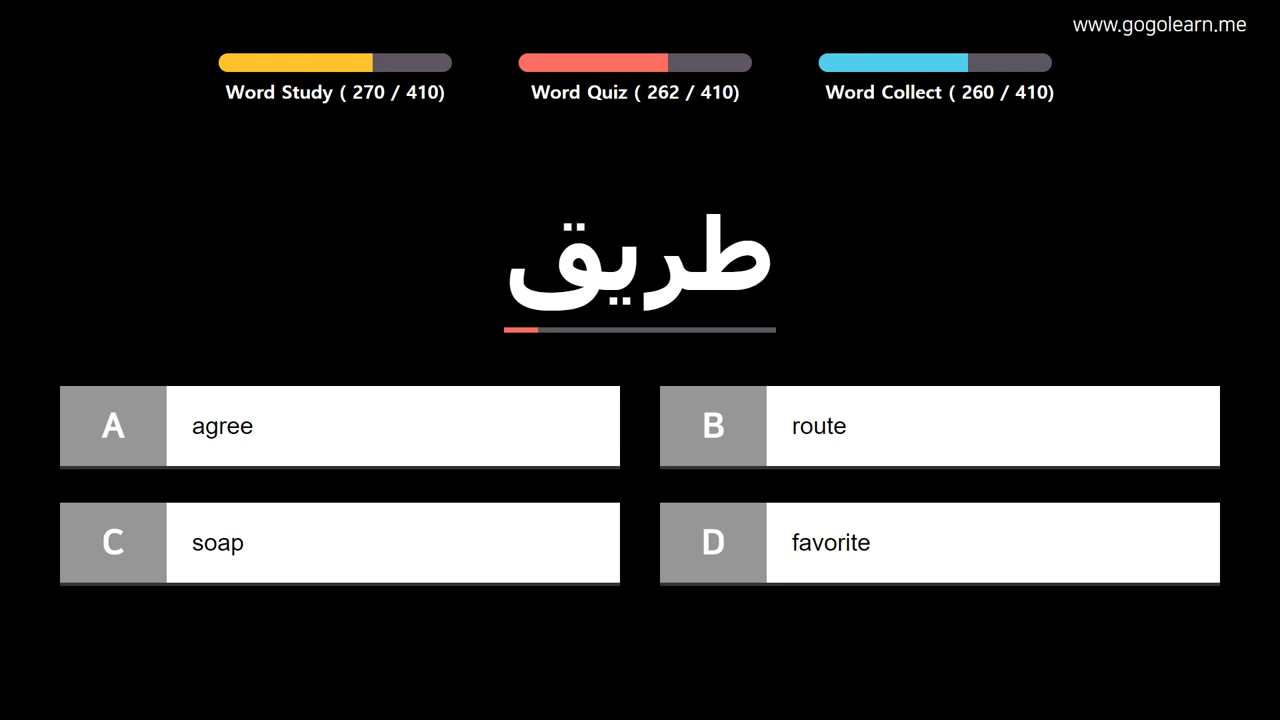 www.gogolearn.me
Word Study ( 270 / 410)
Word Quiz ( 262 / 410)
Word Collect ( 260 / 410)
طريق
A agree
B route
C soap
D favorite